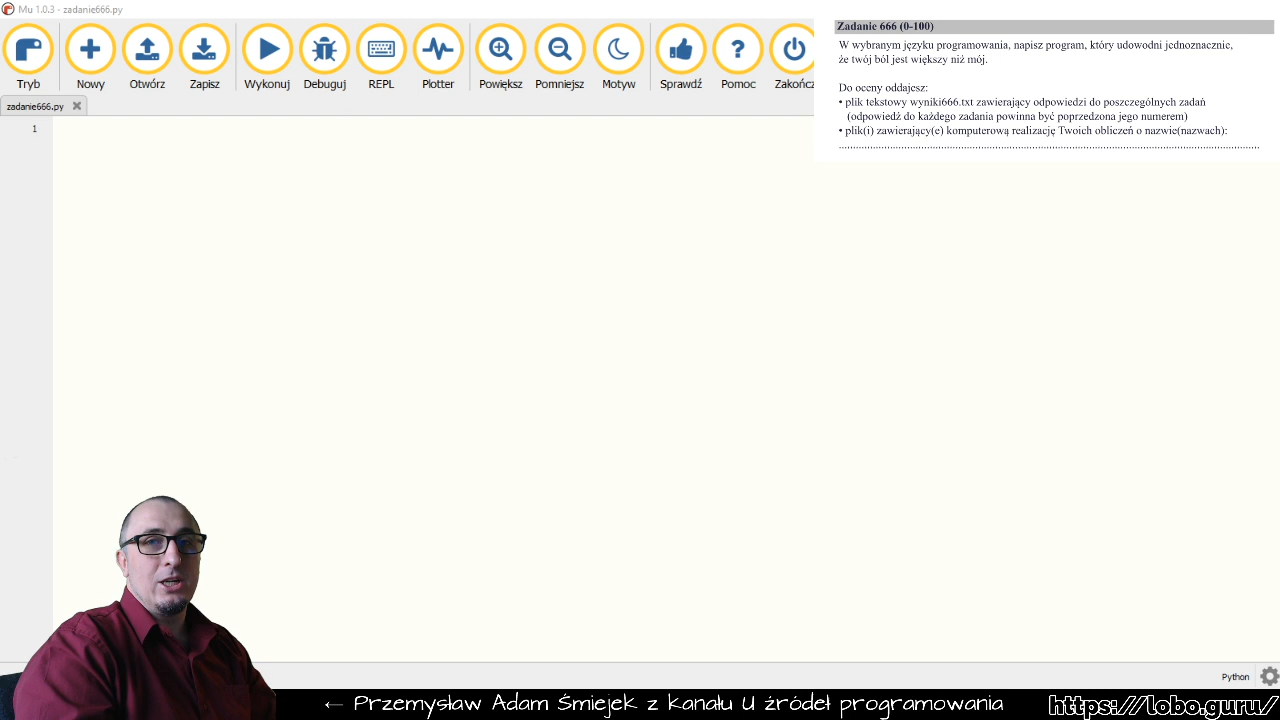 Mu 1.0.3 - zadanie666.py
Tryb Nowy Otwórz Zapisz Wykonuj Debuguj REPL Plotter Powiększ Pomniejsz Motyw Sprawdź Pomoc Zakończ
zadanie666.py
1
Zadanie 666 (0-100)
W wybranym języku programowania, napisz program który udowodni jednoznacznie,
że twój ból jest większy niż mój.
Do oceny oddajesz:
• plik tekstowy wyniki666.txt zawierający odpowiedzi do poszczególnych zadań
(odpowiedź do każdego zadania powinna być poprzedzona jego numerem)
• plik(i) zawierający(e) komputerową realizację Twoich obliczeń o nazwie(nazwach):
Python
← Przemysław Adam Śmiejek z kanału U źródeł programowania
https://lobo.guru/